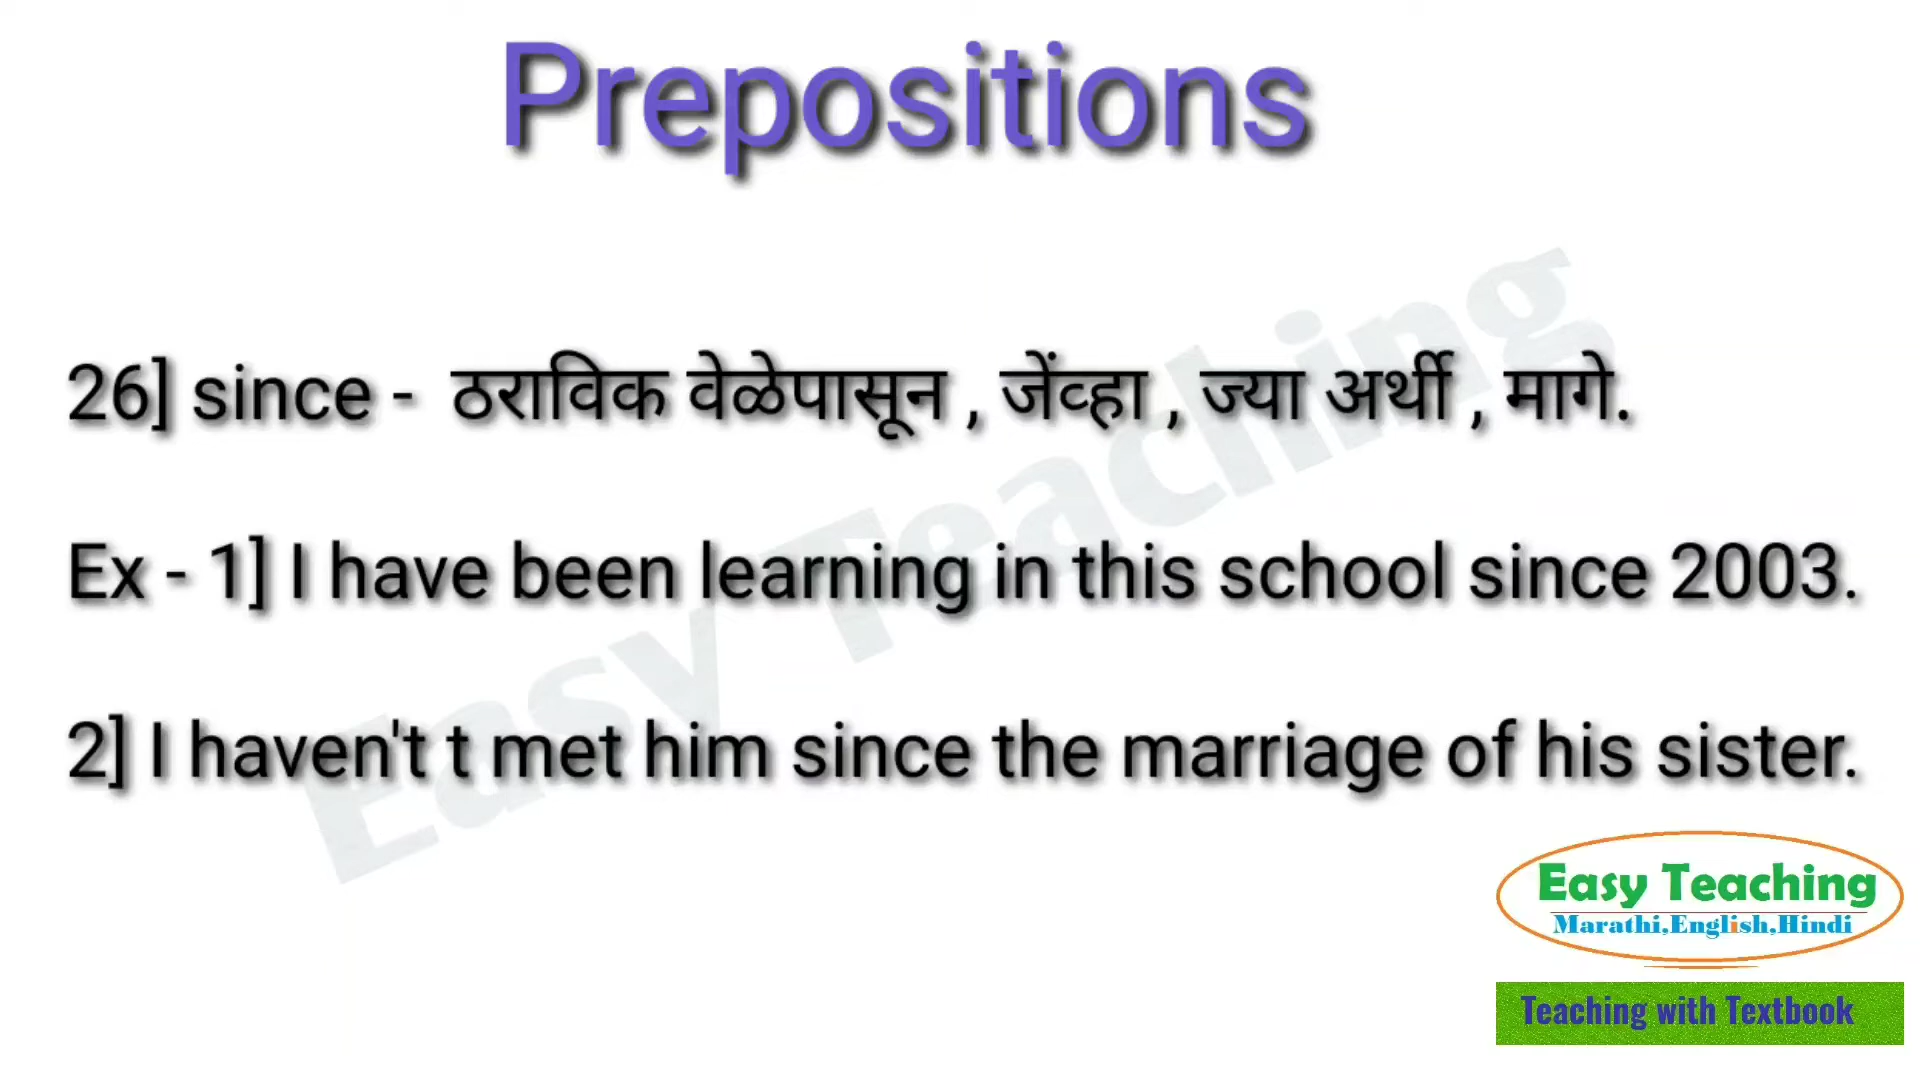 Prepositions
26] since - ठराविक वेळेपासून , जेंव्हा , ज्या अर्थी , मागे.
Ex - 1] I have been learning in this school since 2003.
2] I haven't t met him since the marriage of his sister.
Easy Teaching
Easy Teaching
Marathi,English,Hindi
Teaching with Textbook